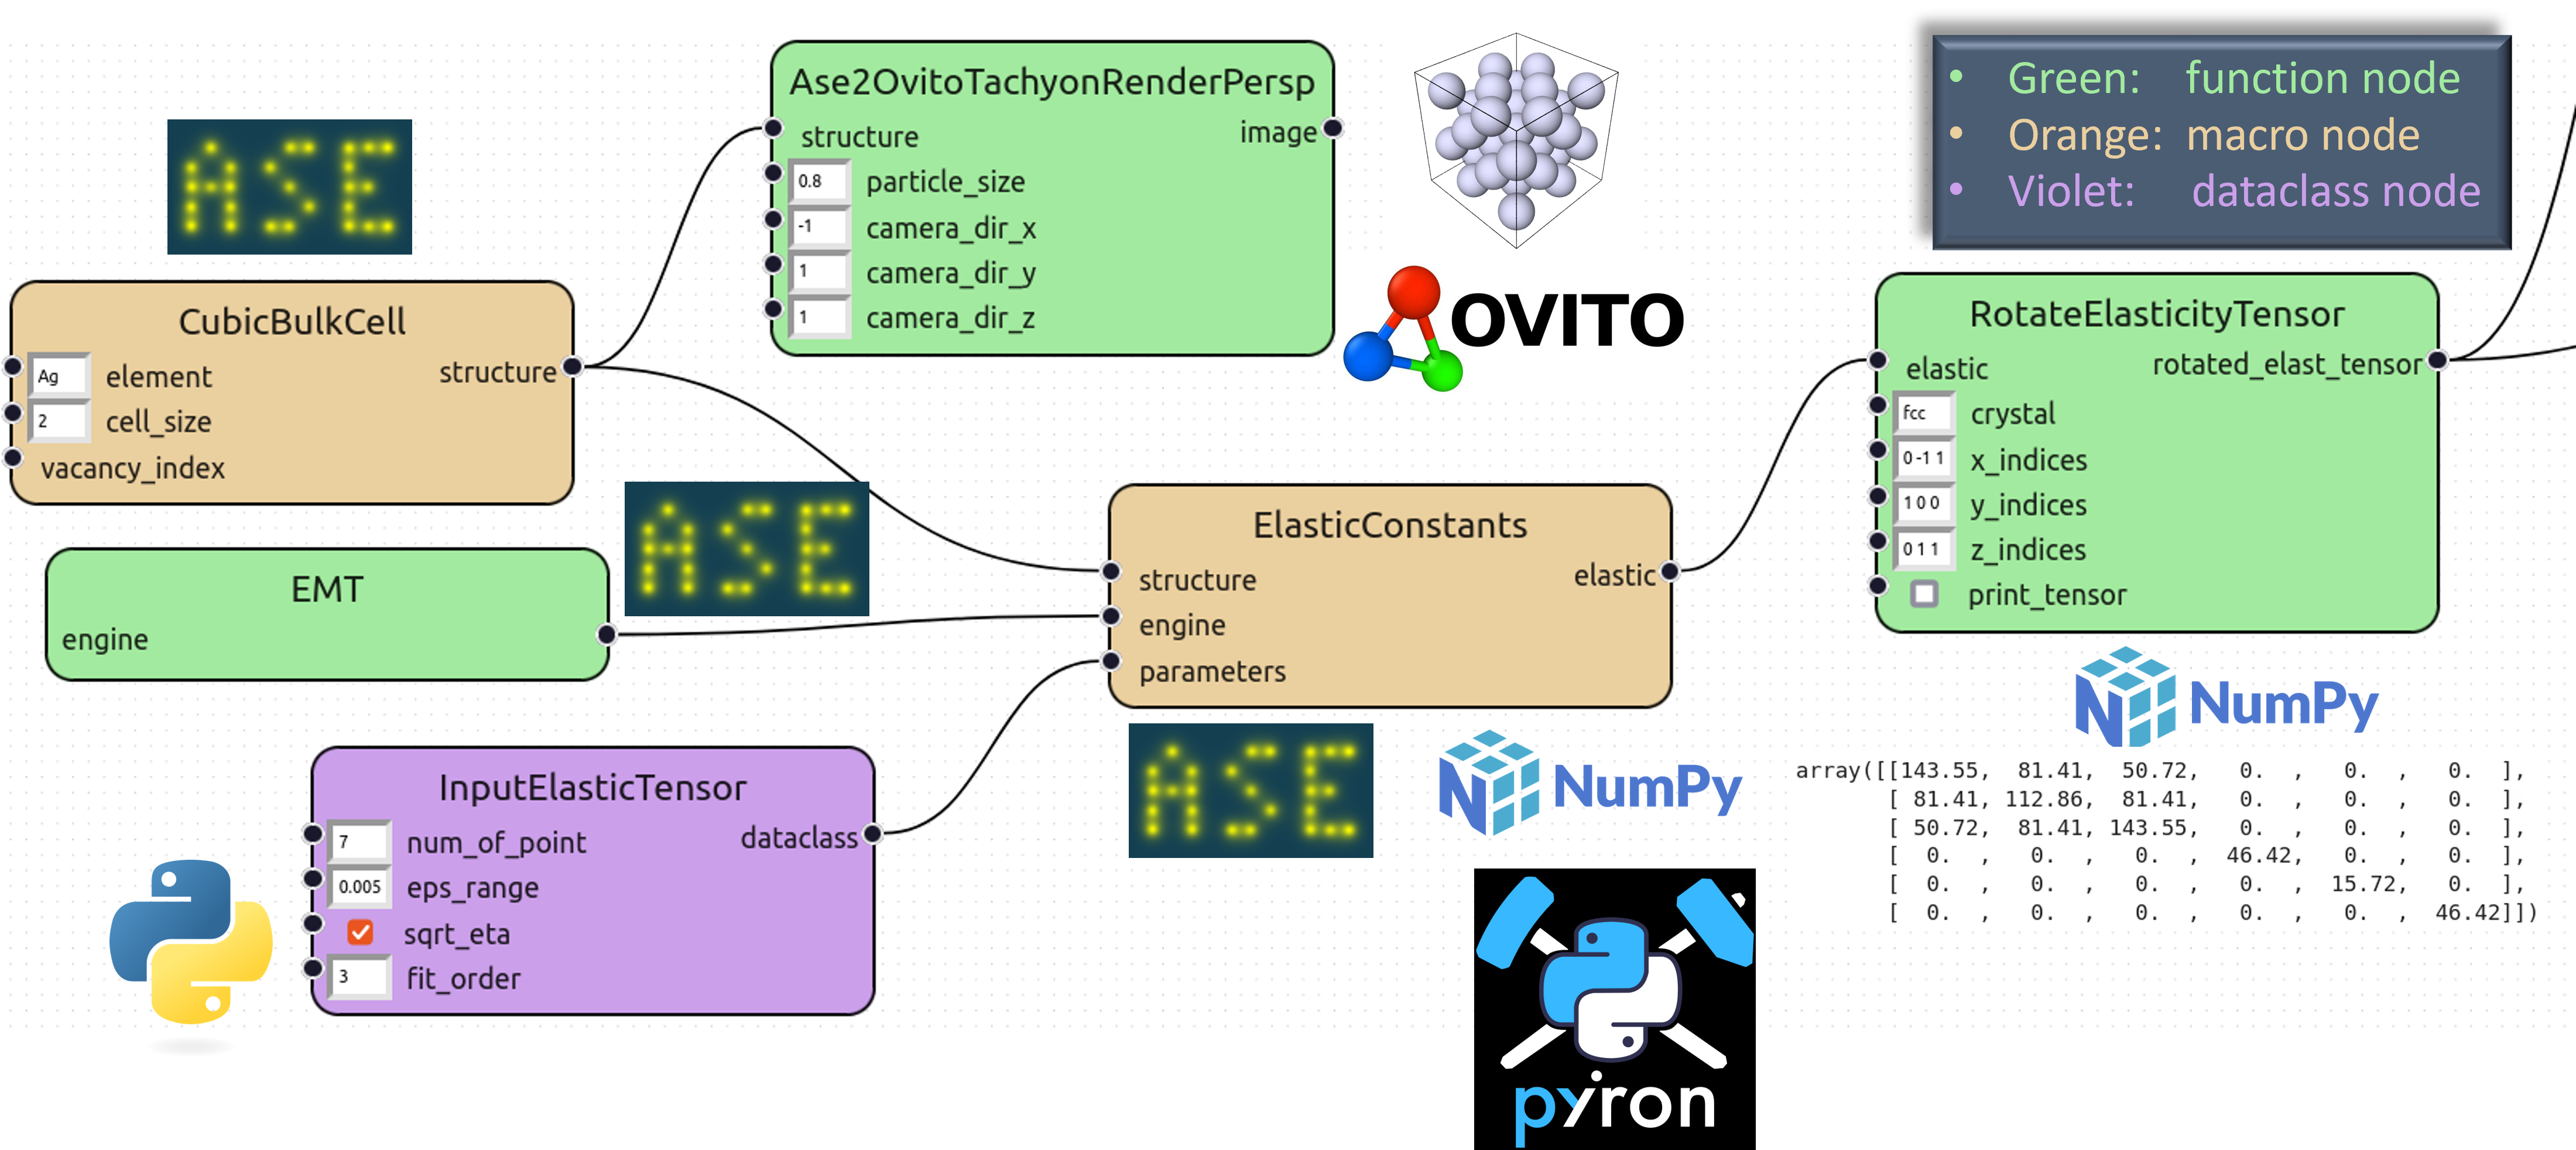 ASE
CubicBulkCell
structure
Ag element
2 cell_size
vacancy_index
Ase2OvitoTachyonRenderPersp
structure
image
0.8 particle_size
-1 camera_dir_x
1 camera_dir_y
1 camera_dir_z
OVITO
• Green: function node
• Orange: macro node
• Violet: dataclass node
EMT
engine
ASE
InputElasticTensor
dataclass
7 num_of_point
0.005 eps_range
sqrt_eta
3 fit_order
ElasticConstants
structure
elastic
engine
parameters
ASE
NumPy
pyiron
RotateElasticityTensor
elastic
rotated_elast_tensor
fcc crystal
0 -1 1 x_indices
1 0 0 y_indices
0 1 1 z_indices
print_tensor
NumPy
array([[143.55, 81.41, 50.72, 0. , 0. , 0. ],
[ 81.41, 112.86, 81.41, 0. , 0. , 0. ],
[ 50.72, 81.41, 143.55, 0. , 0. , 0. ],
[ 0. , 0. , 0. , 46.42, 0. , 0. ],
[ 0. , 0. , 0. , 0. , 15.72, 0. ],
[ 0. , 0. , 0. , 0. , 0. , 46.42]])